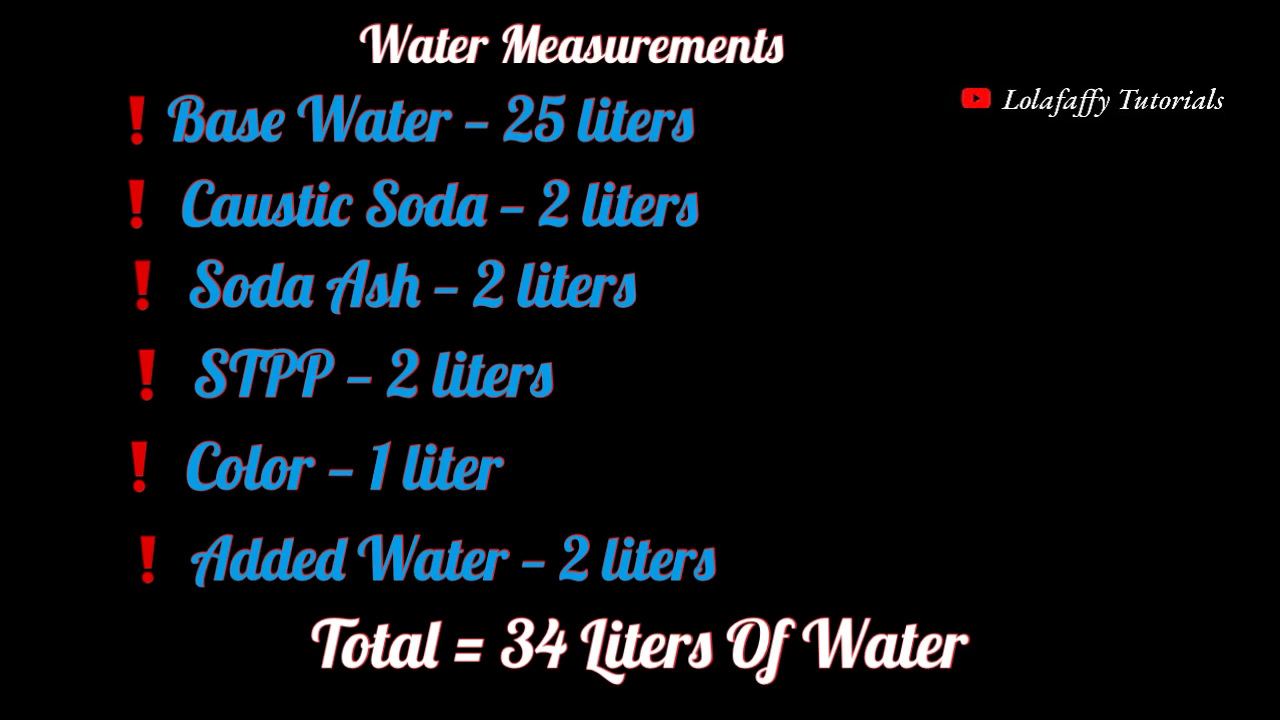 Water Measurements
Lolafaffy Tutorials
❗ Base Water – 25 liters
❗ Caustic Soda – 2 liters
❗ Soda Ash – 2 liters
❗ STPP – 2 liters
❗ Color – 1 liter
❗ Added Water – 2 liters
Total = 34 Liters Of Water